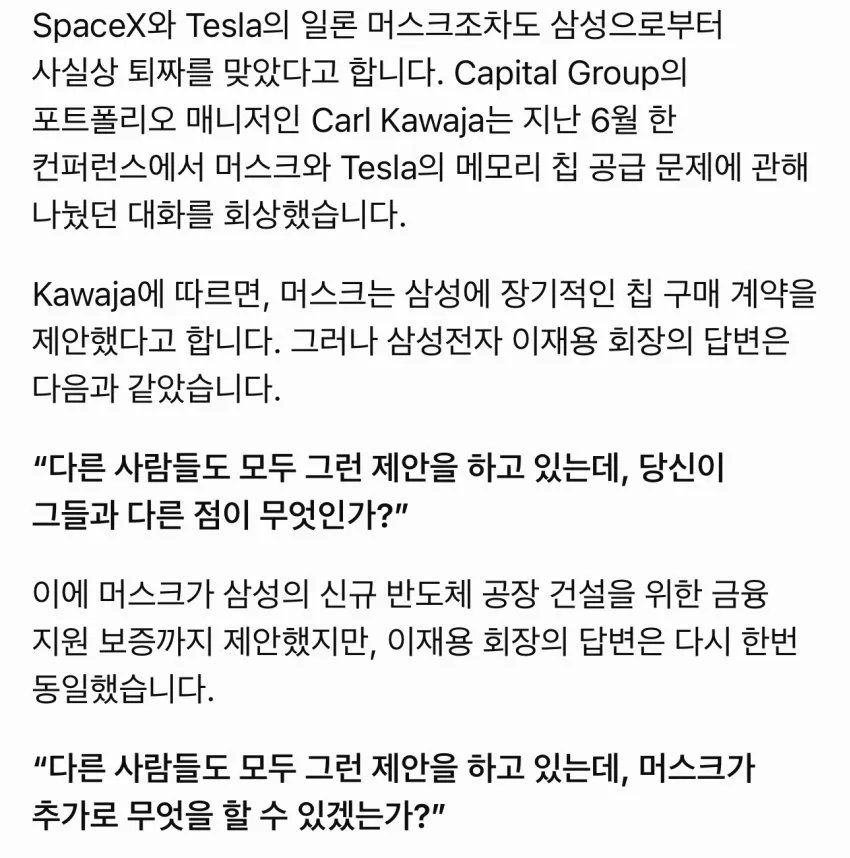 SpaceX와 Tesla의 일론 머스크조차도 삼성으로부터
사실상 퇴짜를 맞았다고 합니다. Capital Group의
포트폴리오 매니저인 Carl Kawaja는 지난 6월 한
컨퍼런스에서 머스크와 Tesla의 메모리 칩 공급 문제에 관해
나눴던 대화를 회상했습니다.
Kawaja에 따르면, 머스크는 삼성에 장기적인 칩 구매 계약을
제안했다고 합니다. 그러나 삼성전자 이재용 회장의 답변은
다음과 같았습니다.
“다른 사람들도 모두 그런 제안을 하고 있는데, 당신이
그들과 다른 점이 무엇인가?”
이에 머스크가 삼성의 신규 반도체 공장 건설을 위한 금융
지원 보증까지 제안했지만, 이재용 회장의 답변은 다시 한번
동일했습니다.
“다른 사람들도 모두 그런 제안을 하고 있는데, 머스크가
추가로 무엇을 할 수 있겠는가?”